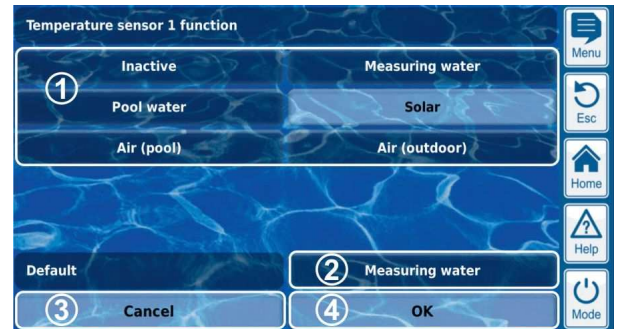 Temperature sensor 1 function
Menu
1
Inactive
Measuring water
Pool water
Solar
Esc
Air (pool)
Air (outdoor)
Home
Help
Default
2 Measuring water
3 Cancel
4 OK
Mode